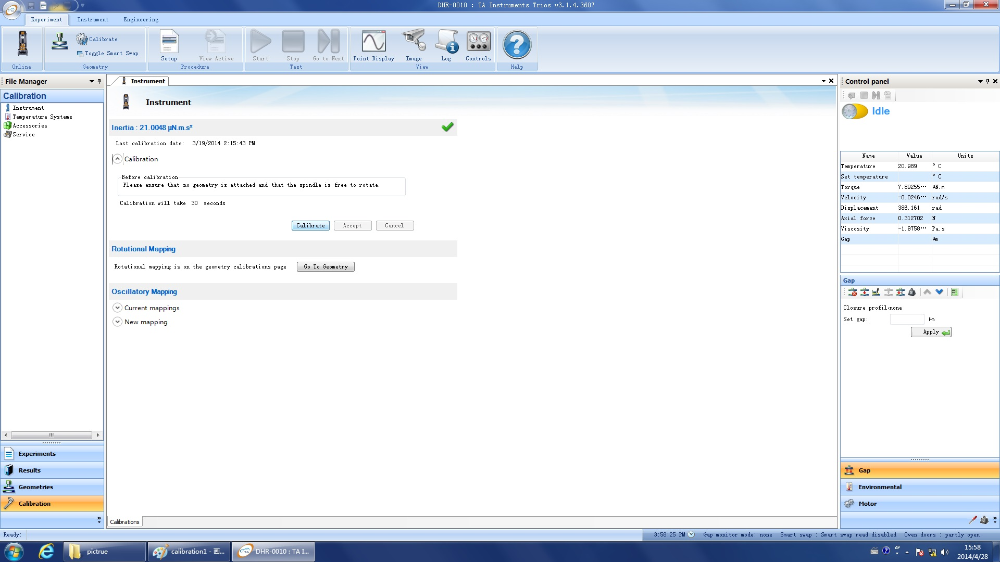 DHR-0010 : TA Instruments Trios v3.1.4.3607
Experiment Instrument Engineering
Calibrate
Toggle Smart Swap
Setup View Active Start Stop Go to Next Point Display Image Log Controls
Online Geometry Procedure Test View Help
File Manager
Calibration
Instrument
Temperature Systems
Accessories
Service
Experiments
Results
Geometries
Calibration
Instrument
Instrument
Inertia : 21.0048 µN.m.s²
Last calibration date: 3/19/2014 2:15:43 PM
Calibration
Before calibration
Please ensure that no geometry is attached and that the spindle is free to rotate.
Calibration will take 30 seconds
Calibrate Accept Cancel
Rotational Mapping
Rotational mapping is on the geometry calibrations page Go To Geometry
Oscillatory Mapping
Current mappings
New mapping
Calibrations
Control panel
Idle
Name Value Units
Temperature 20.989 ° C
Set temperature ° C
Torque 7.89255… µN.m
Velocity -0.0246… rad/s
Displacement 386.161 rad
Axial force 0.312702 N
Viscosity -1.9758… Pa.s
Gap µm
Gap
Closure profil:none
Set gap: µm
Apply
Gap
Environmental
Motor
Ready:
3:58:25 PM Gap monitor mode: none Smart swap : Smart swap read disabled Oven doors : partly open
pictrue
calibration1 - 画...
DHR-0010 : TA I...
15:58
2014/4/28